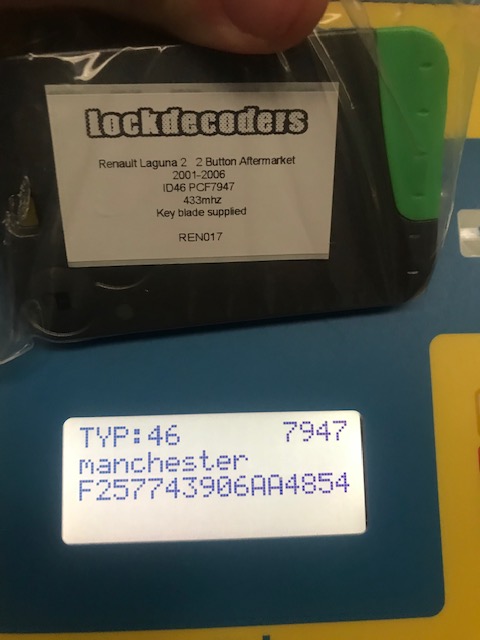 lockdecoders
Renault Laguna 2 2 Button Aftermarket
2001-2006
ID46 PCF7947
433mhz
Key blade supplied
REN017
TYP:46 7947
manchester
F257743906AA4854